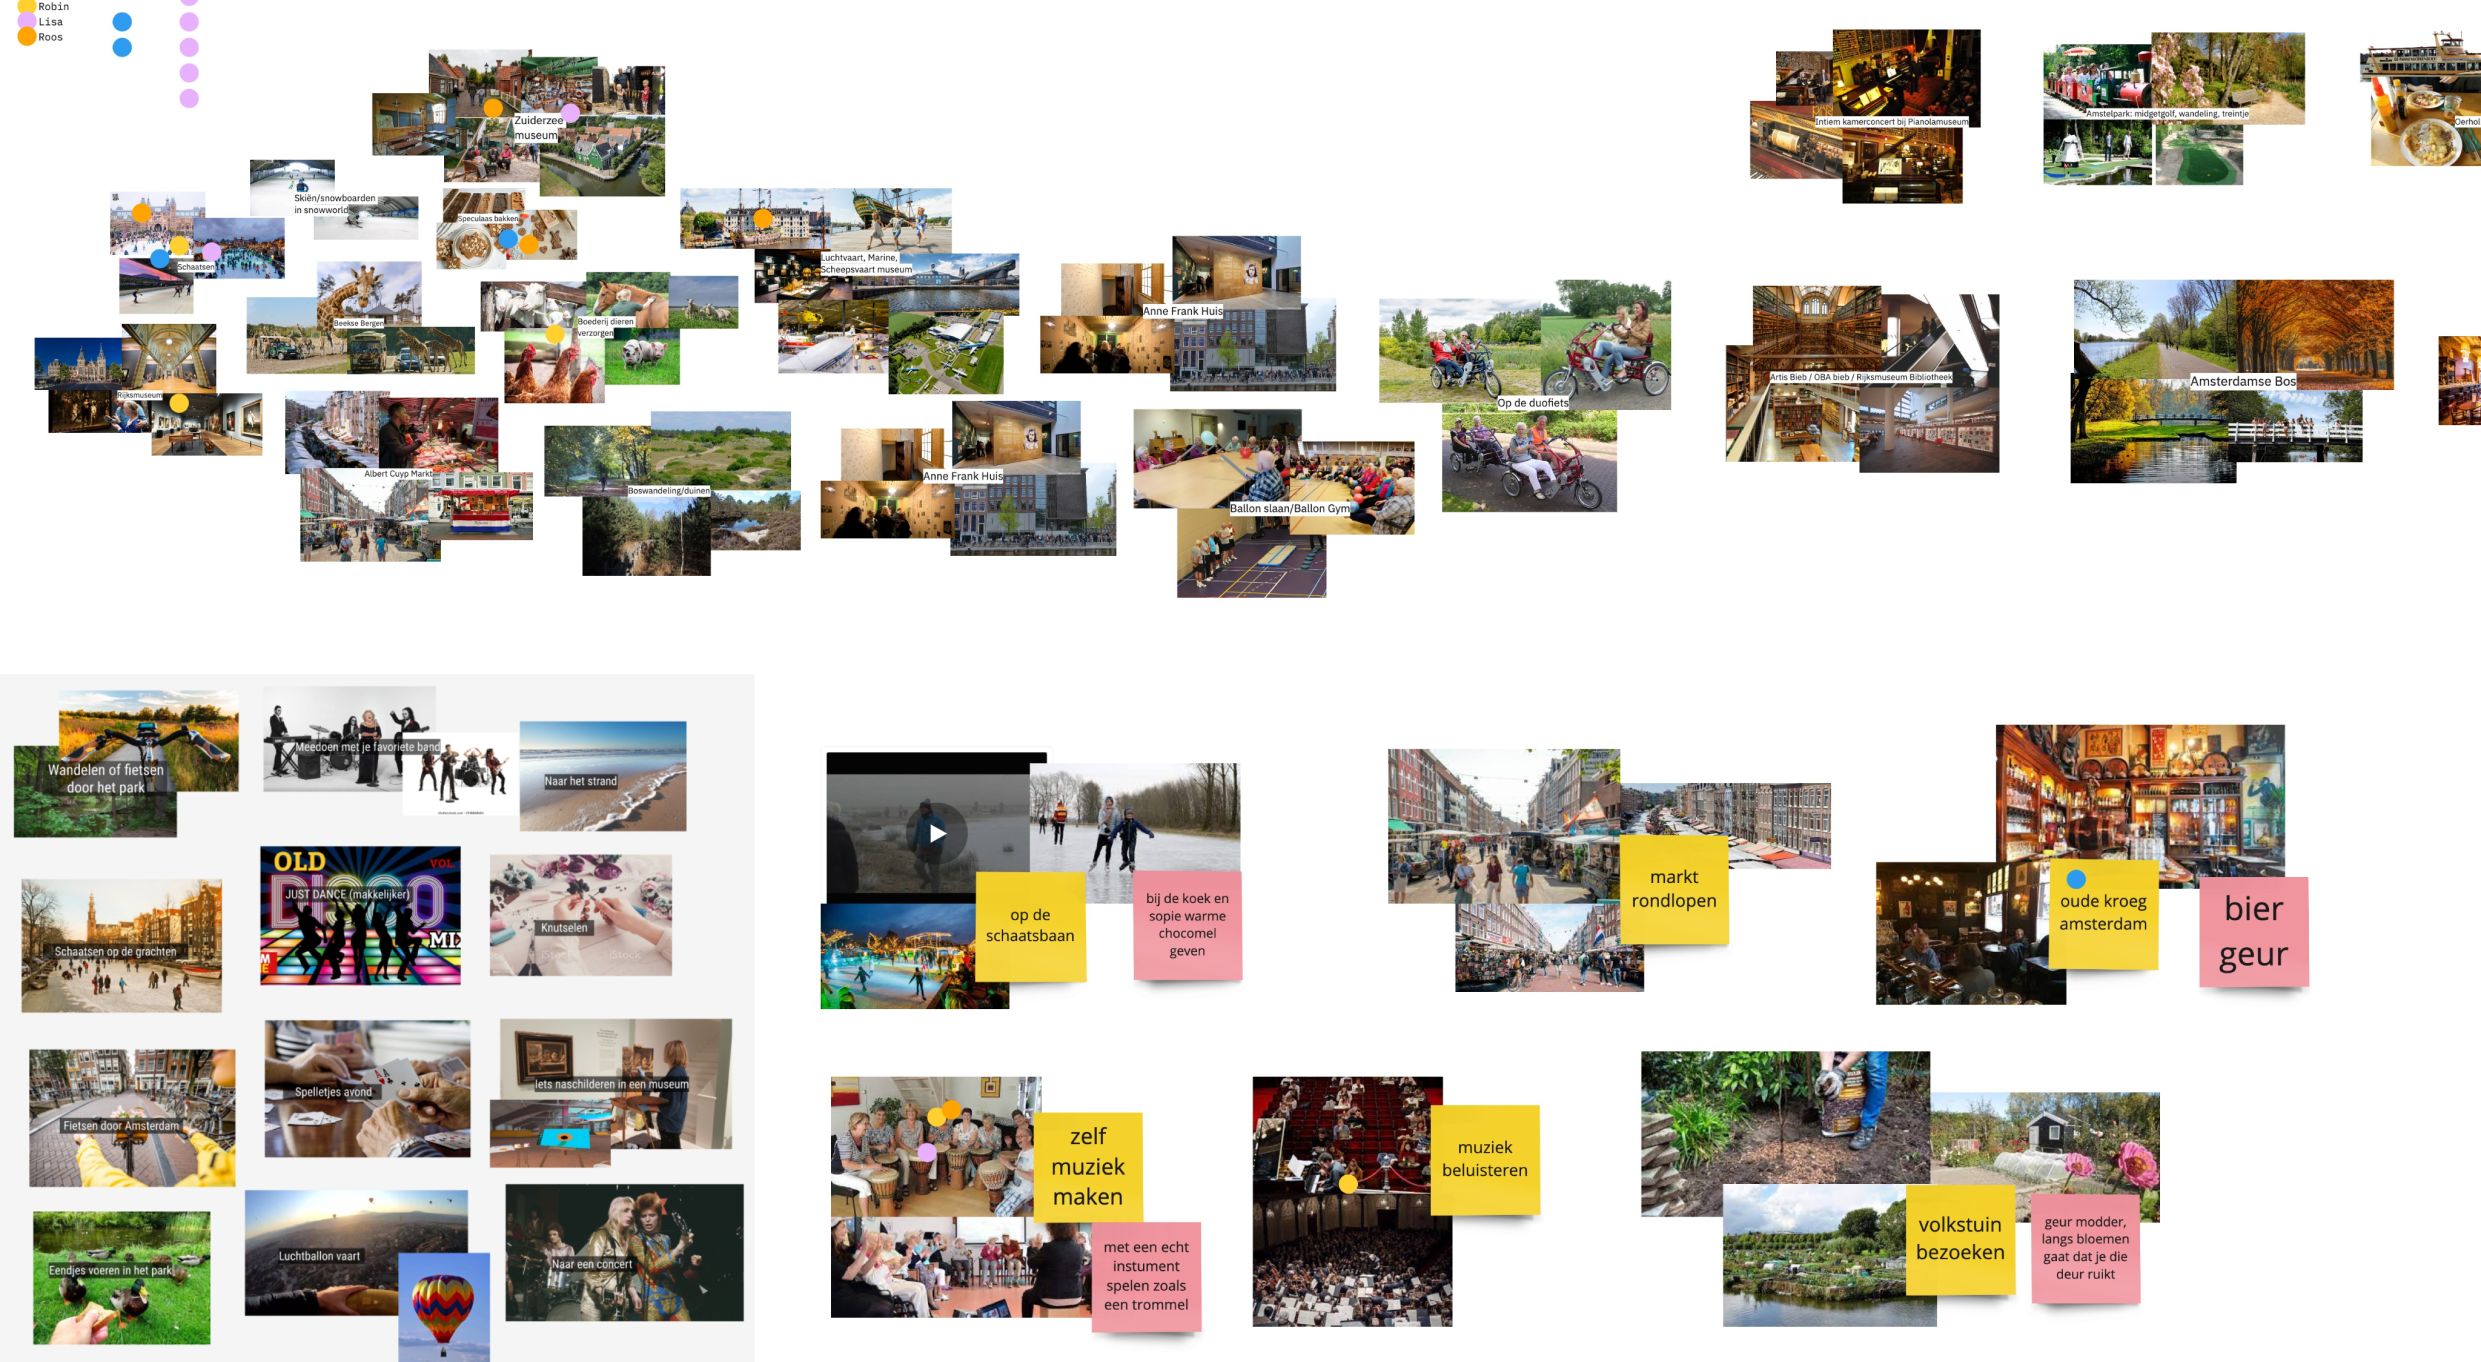 Robin
Lisa
Roos
Zuiderzee
museum
Skiën/snowboarden
in snowworld
Speculaas bakken
Schaatsen
Luchtvaart, Marine,
Scheepsvaart museum
Beekse Bergen
Boederij dieren
verzorgen
Rijksmuseum
Albert Cuyp Markt
Boswandeling/duinen
Anne Frank Huis
Anne Frank Huis
Ballon slaan/Ballon Gym
Op de duofiets
Intiem kamerconcert bij Pianolamuseum
Amstelpark: midgetgolf, wandeling, treintje
Oerhol
Artis Bieb / OBA bieb / Rijksmuseum Bibliotheek
Amsterdamse Bos
Wandelen of fietsen
door het park
Meedoen met je favoriete band
Naar het strand
Schaatsen op de grachten
OLD
VOL
DISCO
JUST DANCE (makkelijker)
MI
Knutselen
iStock
Fietsen door Amsterdam
Spelletjes avond
Iets naschilderen in een museum
Eendjes voeren in het park
Luchtballon vaart
Naar een concert
op de
schaatsbaan
bij de koek en
sopie warme
chocomel
geven
markt
rondlopen
oude kroeg
amsterdam
bier
geur
zelf
muziek
maken
met een echt
instument
spelen zoals
een trommel
muziek
beluisteren
volkstuin
bezoeken
geur modder,
langs bloemen
gaat dat je die
deur ruikt